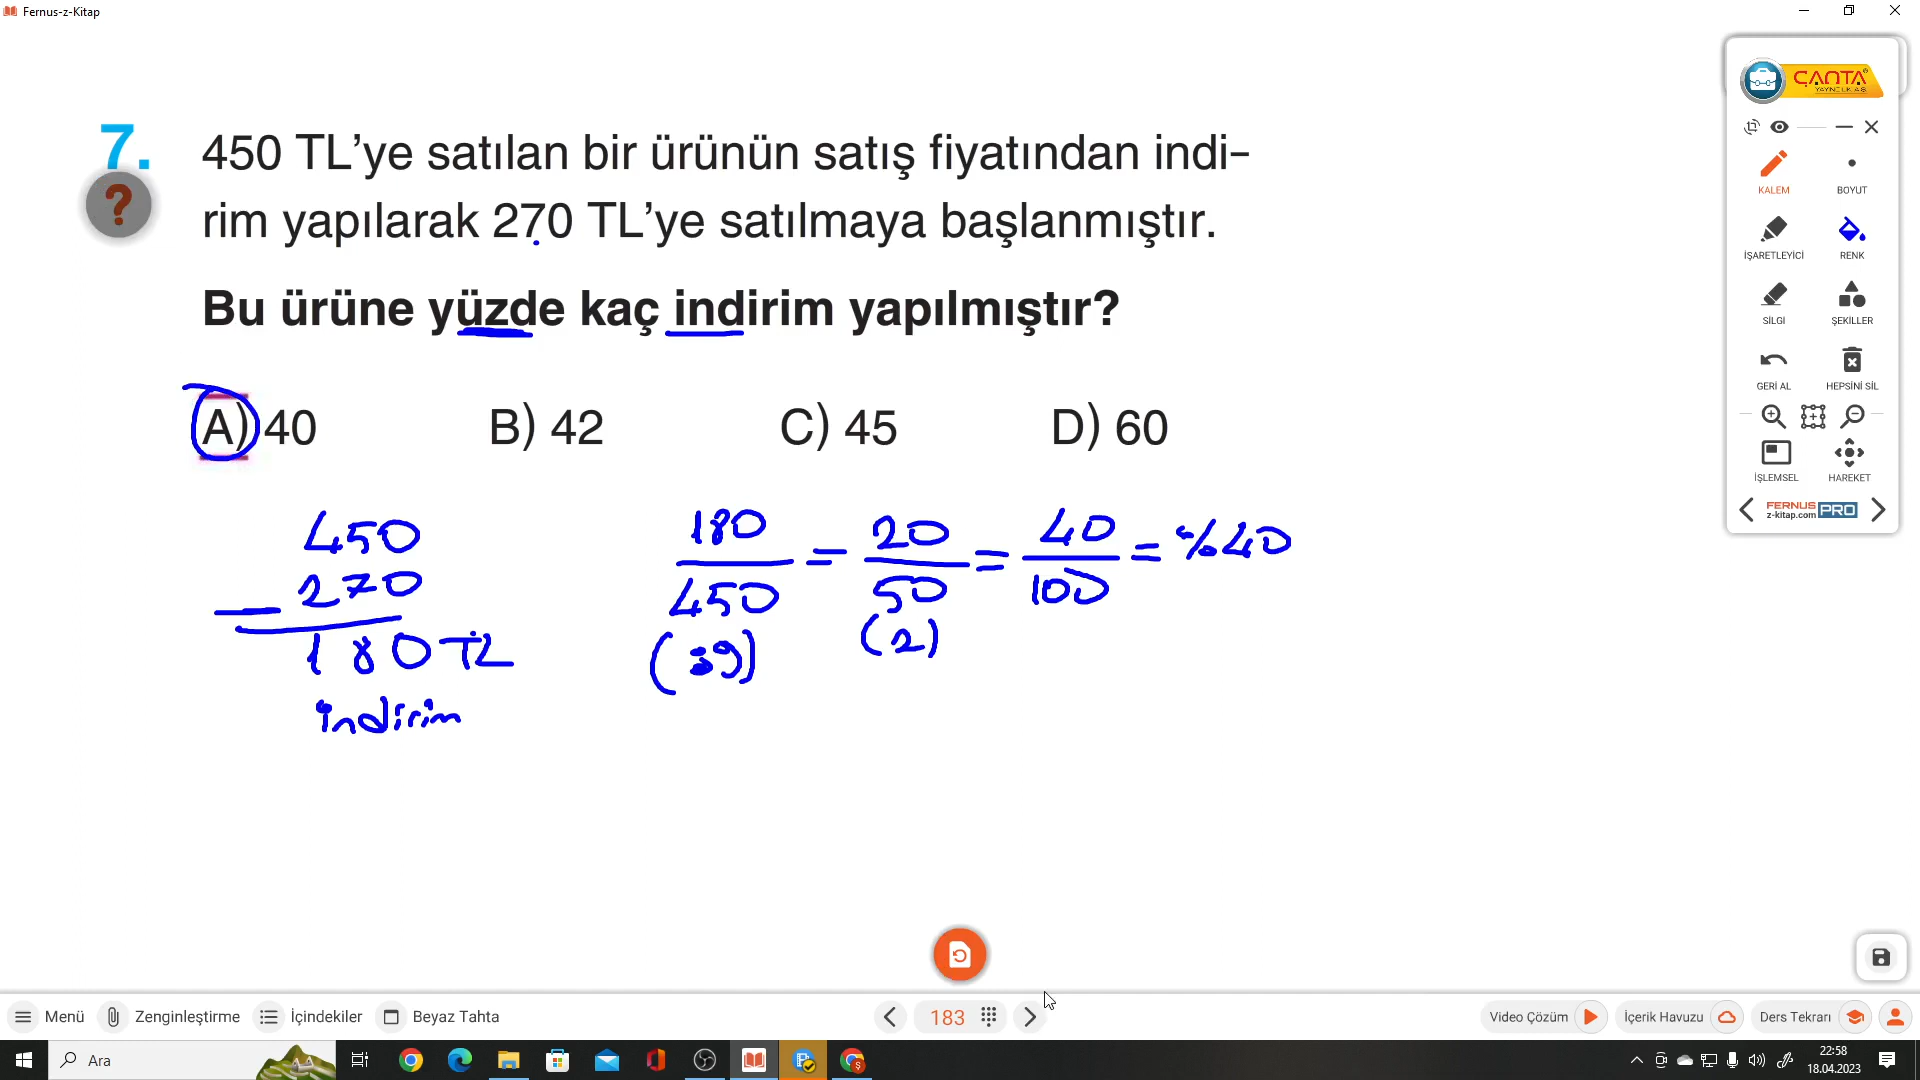 Fernus-z-Kitap
ÇANTA
YAYINCILIK A.Ş.
KALEM
BOYUT
İŞARETLEYİCİ
RENK
SİLGİ
ŞEKİLLER
GERİ AL
HEPSİNİ SİL
İŞLEMSEL
HAREKET
FERNUS
z-kitap.com PRO
7. 450 TL’ye satılan bir ürünün satış fiyatından indi-
rim yapılarak 270 TL’ye satılmaya başlanmıştır.
Bu ürüne yüzde kaç indirim yapılmıştır?
A) 40 B) 42 C) 45 D) 60
450
- 270
180 TL
indirim
180/450 = 20/50 = 40/100 = %40
(2)
Menü Zenginleştirme İçindekiler Beyaz Tahta 183 Video Çözüm İçerik Havuzu Ders Tekrarı
Ara
22:58
18.04.2023